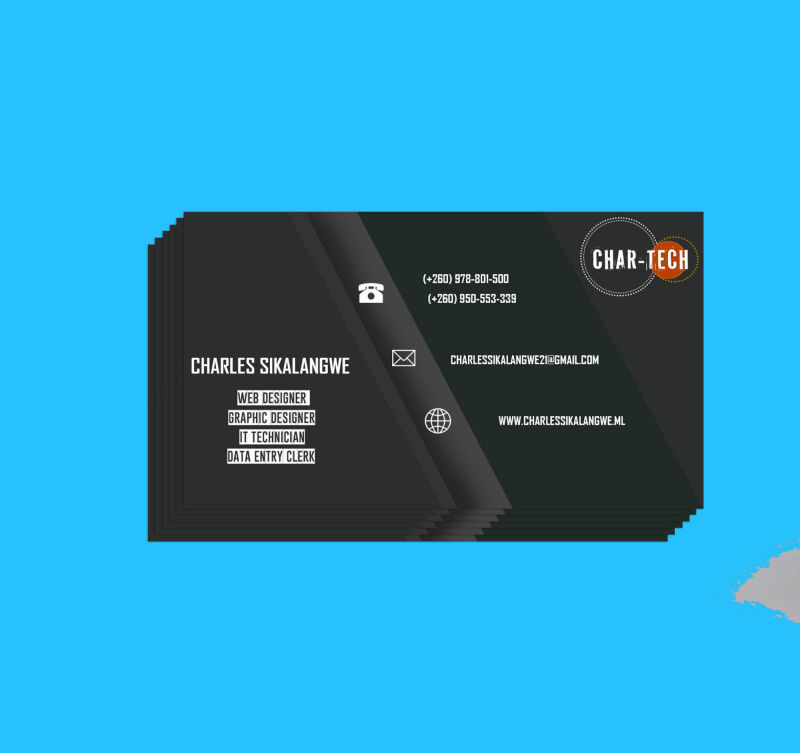 CHAR-TECH
(+260) 978-801-500
(+260) 950-553-339
CHARLESSIKALANGWE21@GMAIL.COM
WWW.CHARLESSIKALANGWE.ML
CHARLES SIKALANGWE
WEB DESIGNER
GRAPHIC DESIGNER
IT TECHNICIAN
DATA ENTRY CLERK